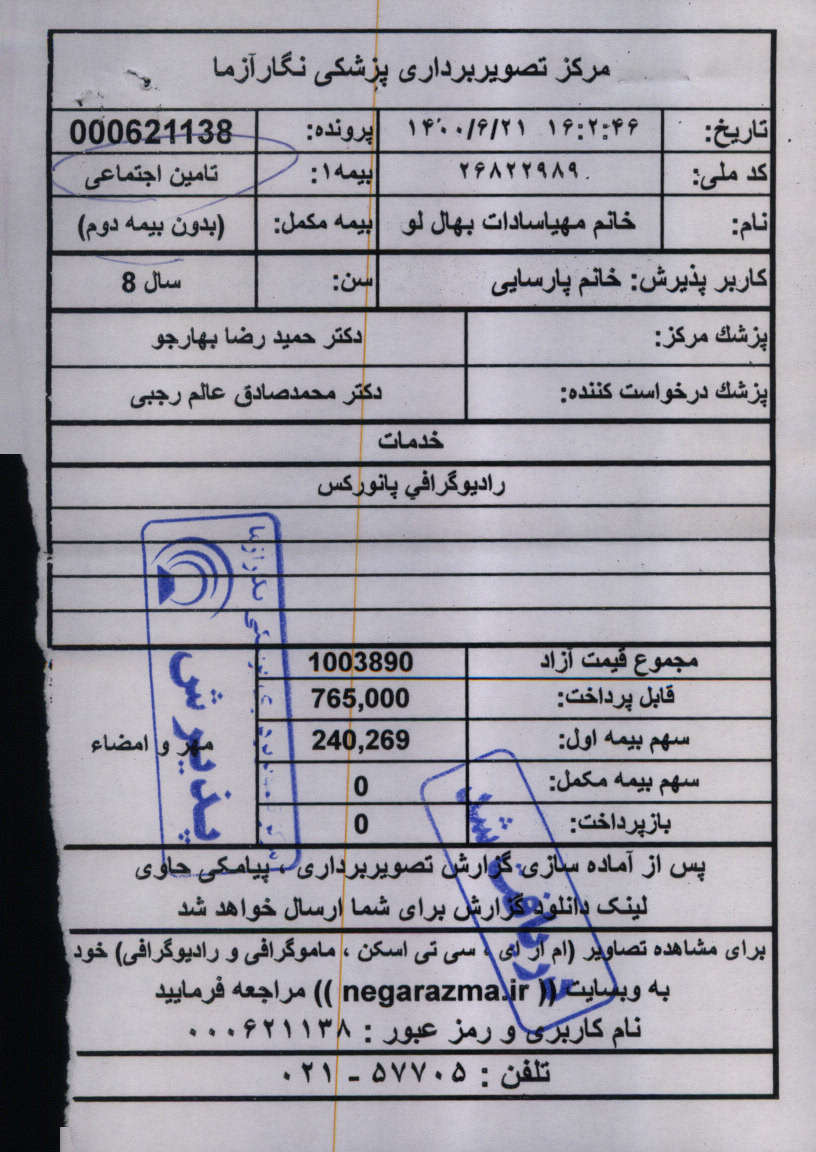 مرکز تصویربرداری پزشکی نگارآزما
تاریخ: ۱۴۰۰/۶/۲۱ ۱۶:۲:۴۶ پرونده: 000621138
کد ملی: ۲۶۸۲۲۹۸۹ بیمه۱: تامین اجتماعی
نام: خانم مهیاسادات بهال لو بیمه مکمل: (بدون بیمه دوم)
کاربر پذیرش: خانم پارسایی سن: 8 سال
پزشك مرکز: دکتر حمید رضا بهارجو
پزشك درخواست کننده: دکتر محمدصادق عالم رجبی
خدمات
رادیوگرافي پانورکس
مجموع قیمت آزاد 1003890
قابل پرداخت: 765,000
سهم بیمه اول: 240,269
مهر و امضاء
سهم بیمه مکمل: 0
بازپرداخت: 0
پذیرش
پس از آماده سازی گزارش تصویربرداری ، پیامکی حاوی
لینک دانلود گزارش برای شما ارسال خواهد شد
برای مشاهده تصاویر (ام ار ای ، سی تی اسکن ، ماموگرافی و رادیوگرافی) خود
به وبسایت (( negarazma.ir )) مراجعه فرمایید
نام کاربری و رمز عبور : ۰۰۰۶۲۱۱۳۸
تلفن : ۵۷۷۰۵ - ۰۲۱